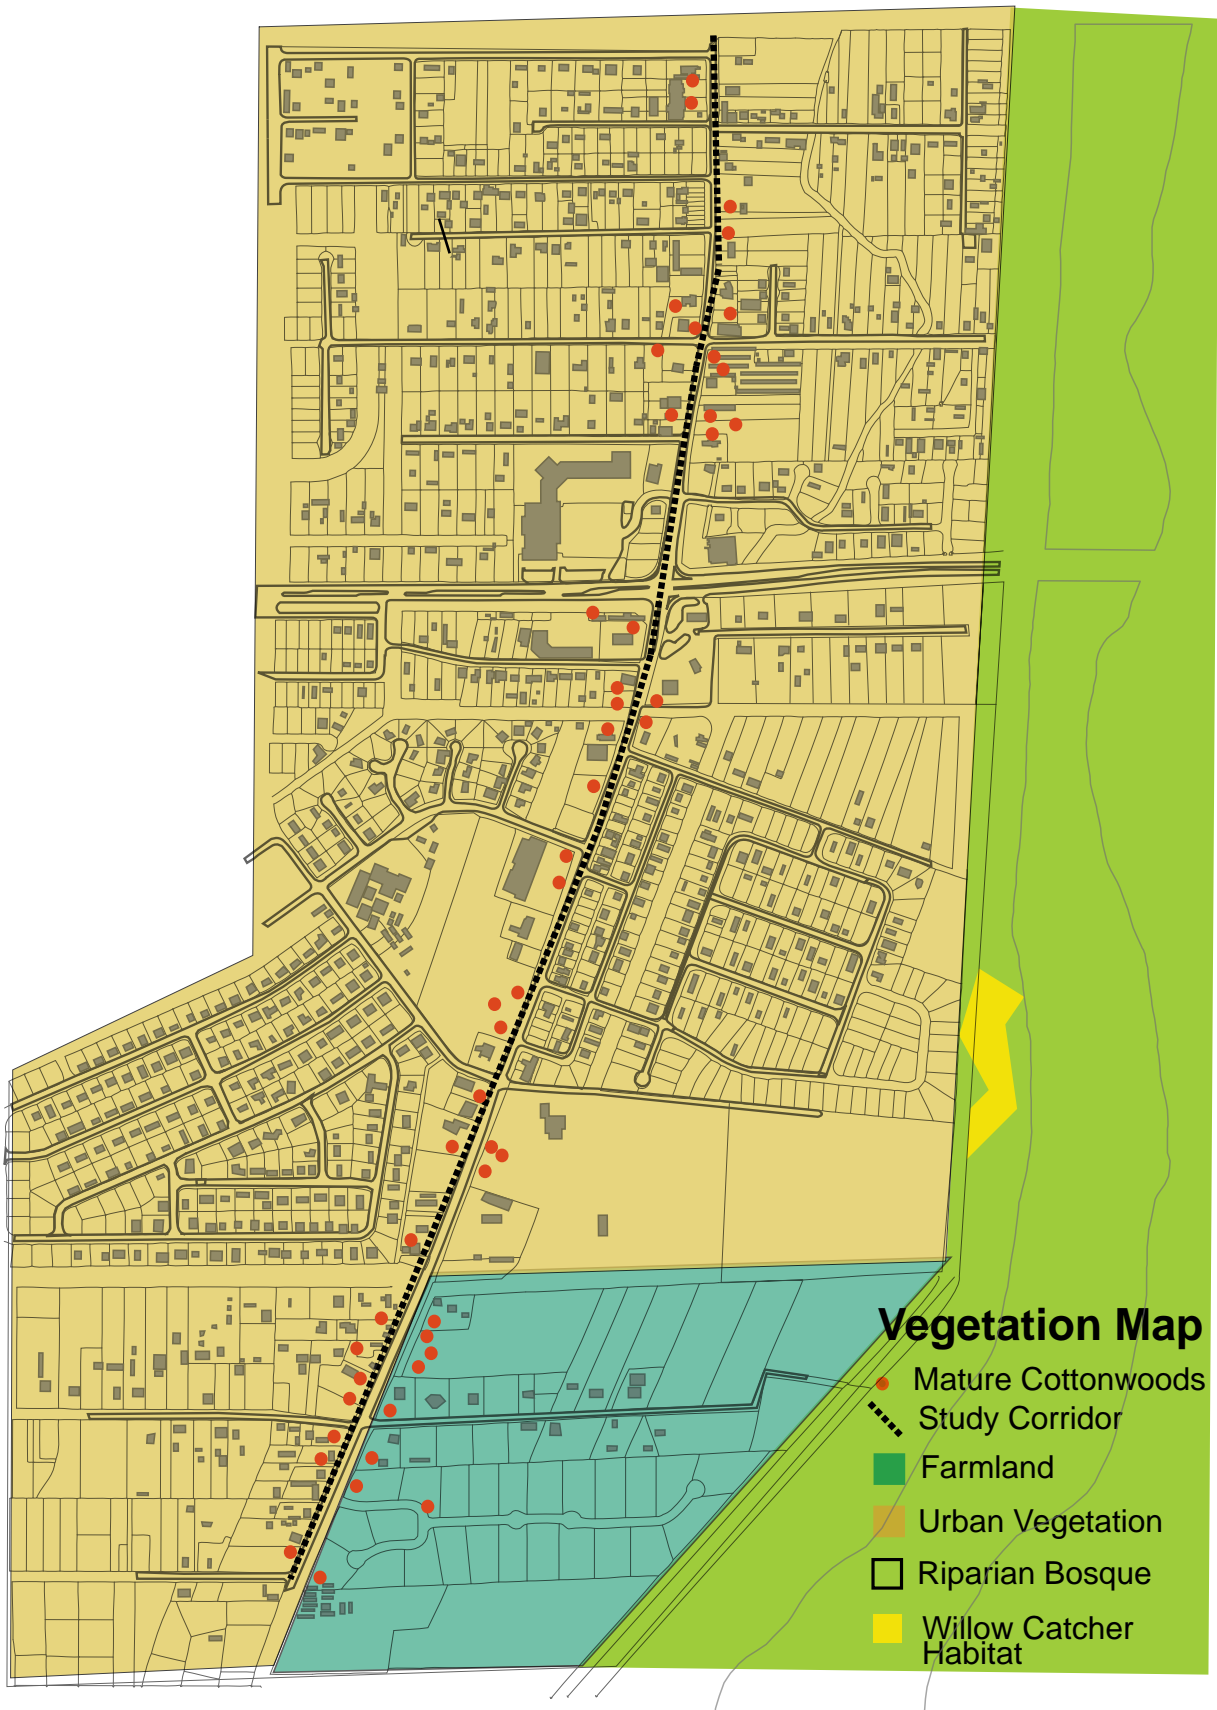 Vegetation Map
Mature Cottonwoods
Study Corridor
Farmland
Urban Vegetation
Riparian Bosque
Willow Catcher
Habitat